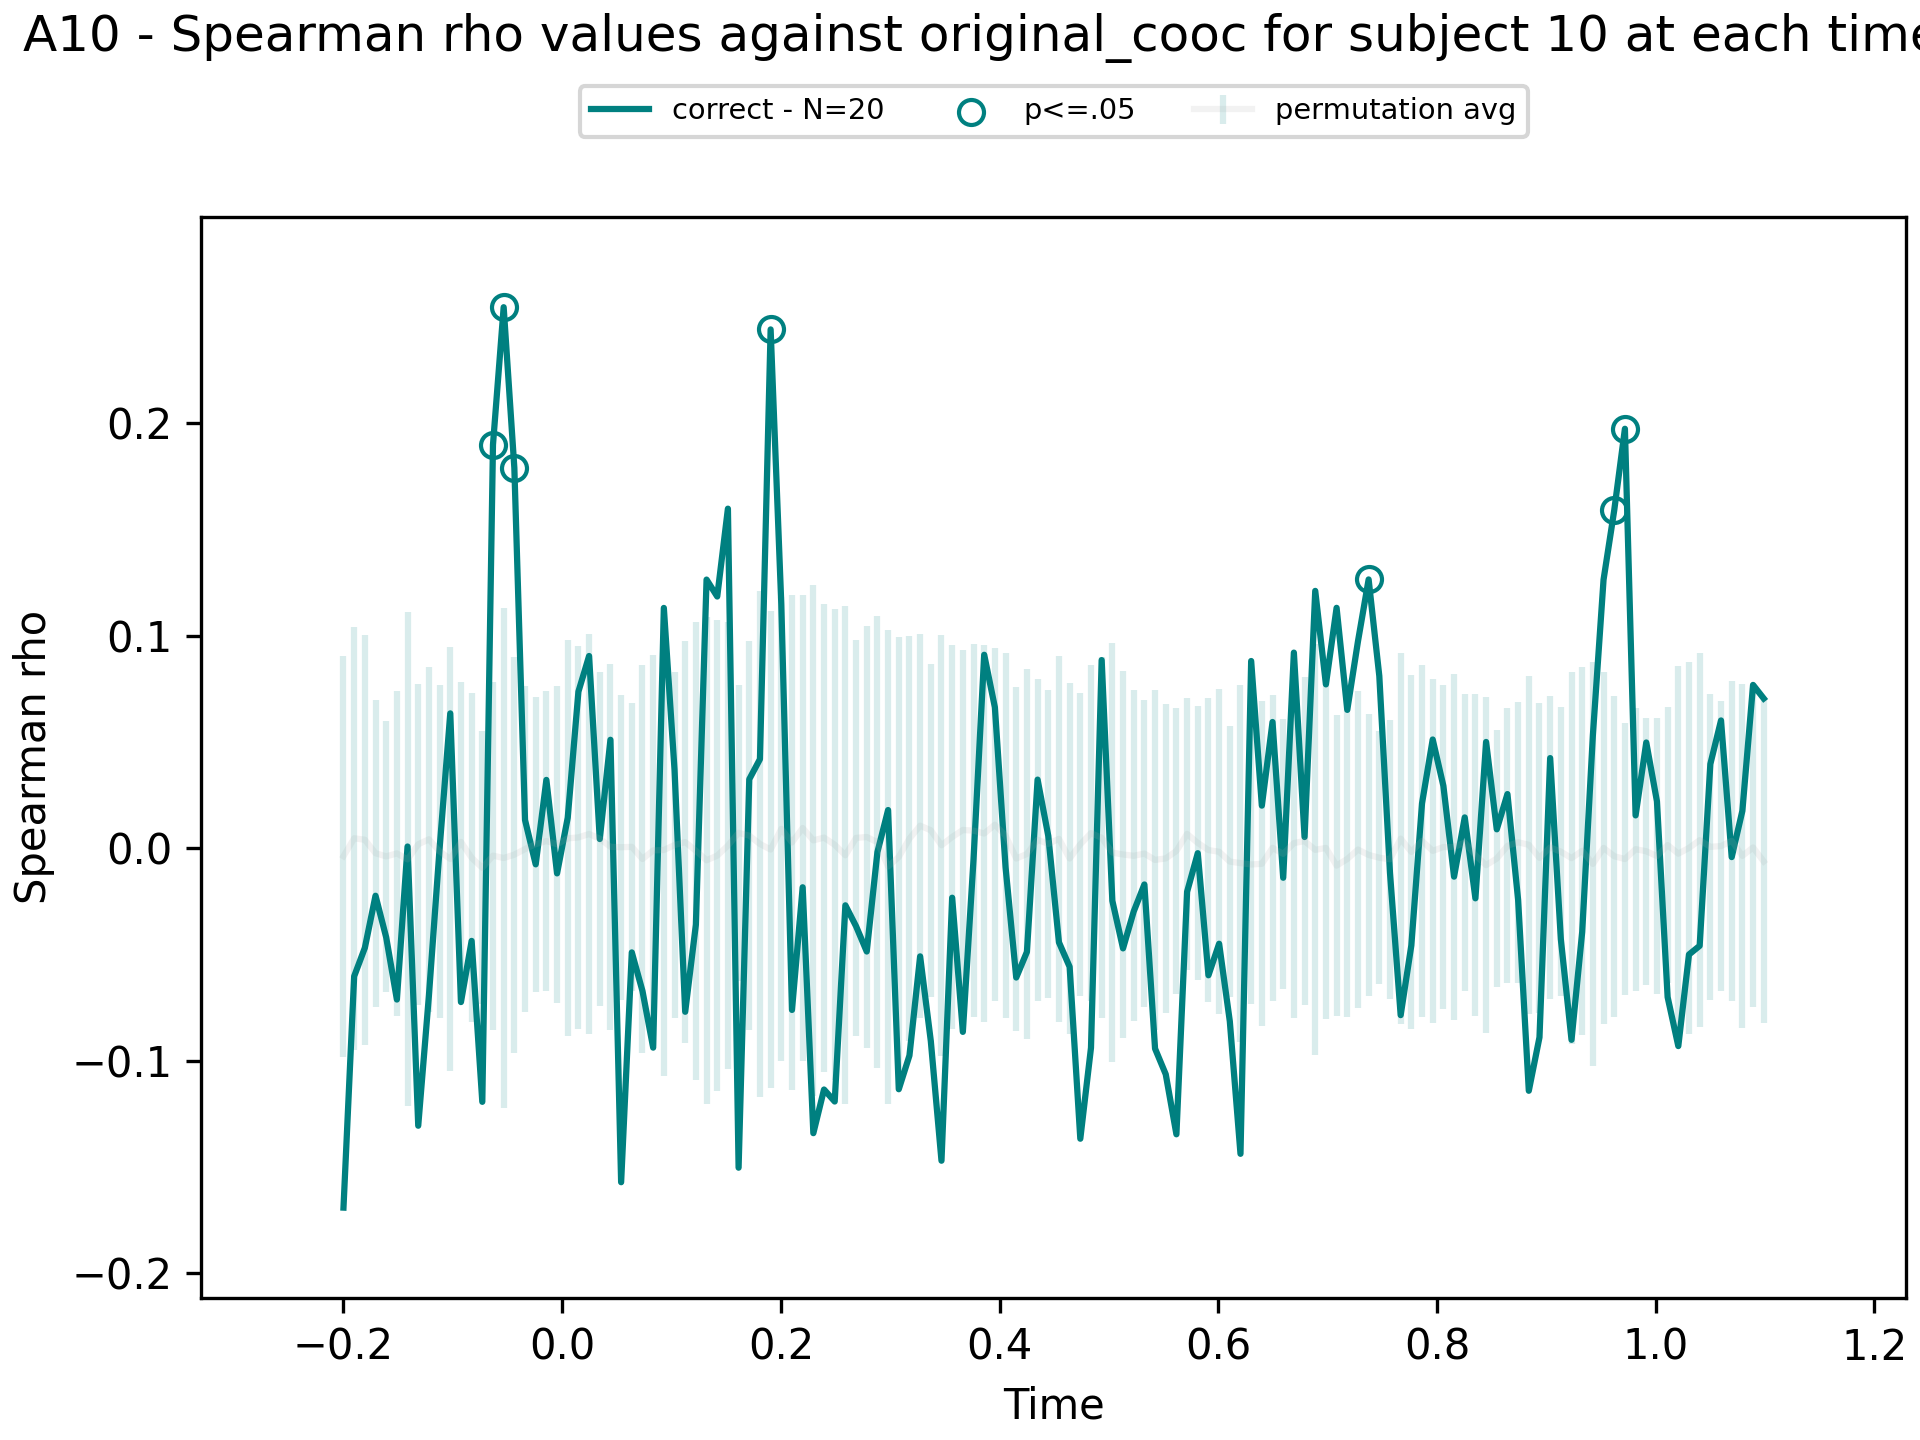 A10 - Spearman rho values against original_cooc for subject 10 at each time
correct - N=20 p<=.05 permutation avg
Spearman rho
0.2
0.1
0.0
−0.1
−0.2
−0.2 0.0 0.2 0.4 0.6 0.8 1.0 1.2
Time